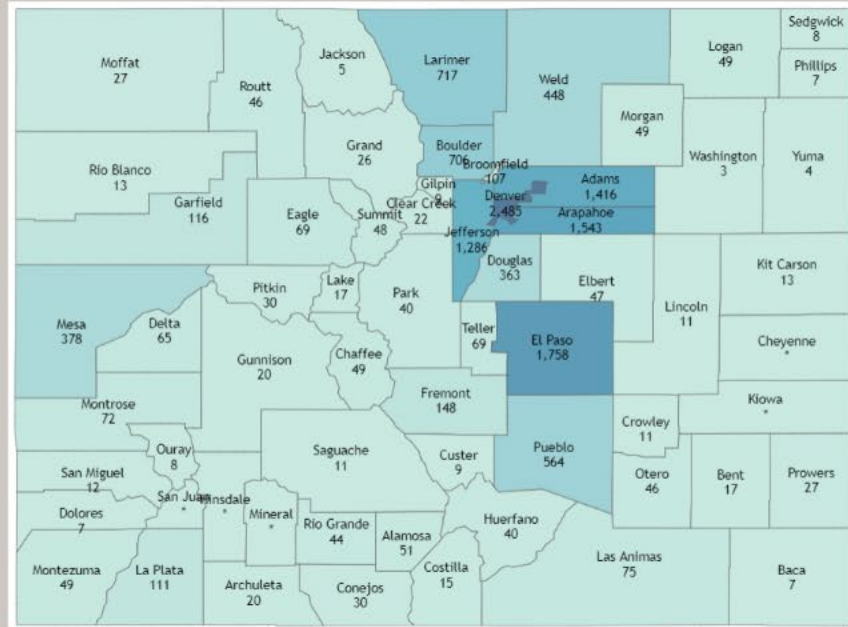 Moffat
27
Routt
46
Jackson
5
Larimer
717
Weld
448
Logan
49
Sedgwick
8
Phillips
7
Morgan
49
Washington
3
Yuma
4
Rio Blanco
13
Grand
26
Boulder
706
Broomfield
107
Gilpin
9
Clear Creek
22
Denver
2,485
Adams
1,416
Arapahoe
1,543
Garfield
116
Eagle
69
Summit
48
Jefferson
1,286
Douglas
363
Elbert
47
Lincoln
11
Kit Carson
13
Pitkin
30
Lake
17
Park
40
Teller
69
El Paso
1,758
Cheyenne
*
Mesa
378
Delta
65
Gunnison
20
Chaffee
49
Fremont
148
Kiowa
*
Montrose
72
Ouray
8
Saguache
11
Custer
9
Pueblo
564
Crowley
11
Otero
46
Bent
17
Prowers
27
San Miguel
12
San Juan
*
Hinsdale
*
Mineral
*
Dolores
7
Rio Grande
44
Alamosa
51
Huerfano
40
Montezuma
49
La Plata
111
Archuleta
20
Conejos
30
Costilla
15
Las Animas
75
Baca
7